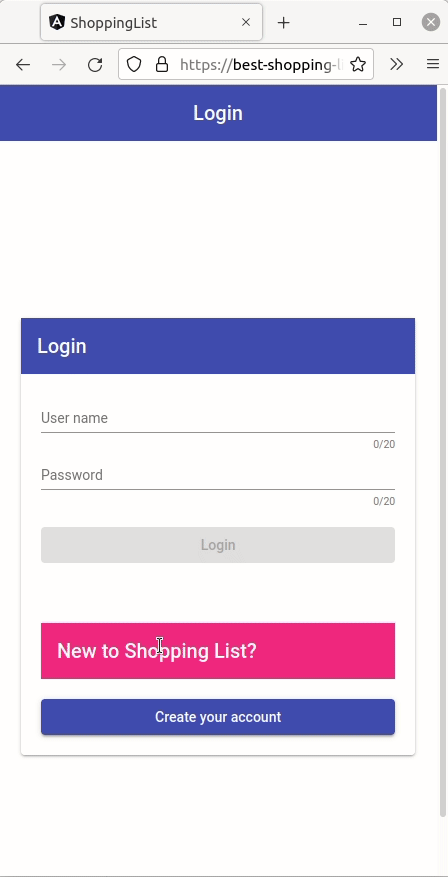 ShoppingList
https://best-shopping-l
Login
Login
User name
0/20
Password
0/20
Login
New to Shopping List?
Create your account